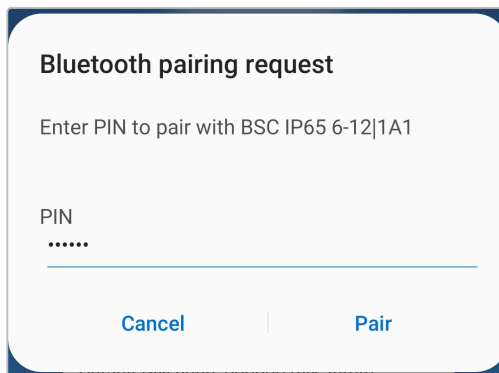 Bluetooth pairing request
Enter PIN to pair with BSC IP65 6-12|1A1
PIN
••••••
Cancel
Pair